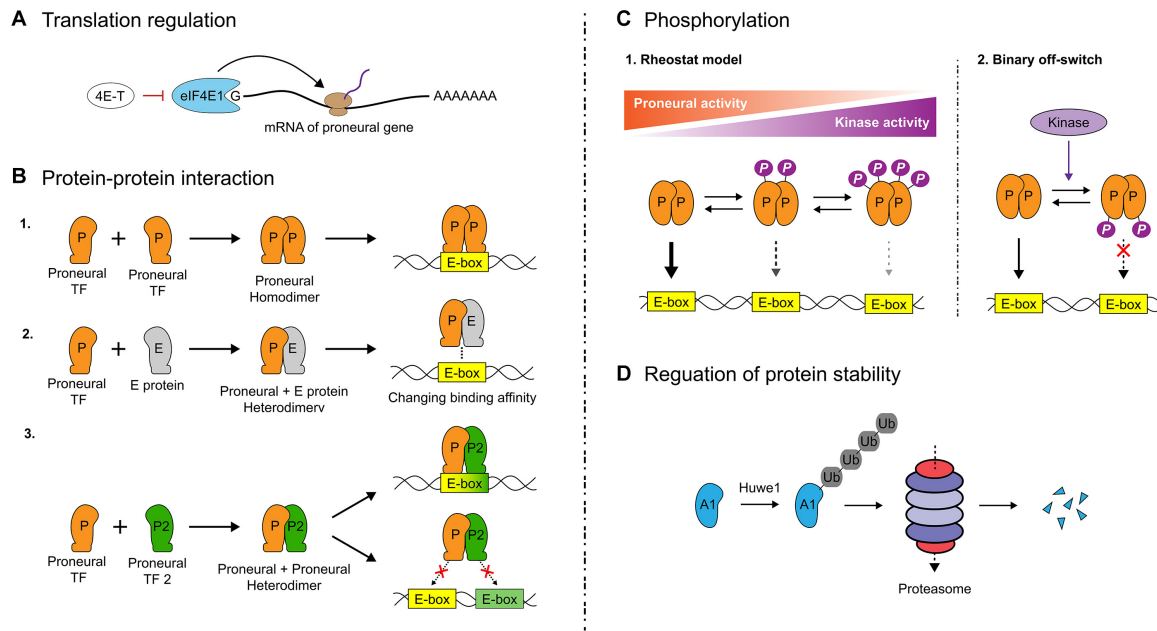 A Translation regulation
4E-T
eIF4E1
G
AAAAAAA
mRNA of proneural gene
B Protein-protein interaction
1.
P
+
P
P P
P P
E-box
Proneural
TF
Proneural
TF
Proneural
Homodimer
2.
P
+
E
P E
P E
E-box
Proneural
TF
E protein
Proneural + E protein
Heterodimerv
Changing binding affinity
3.
P
+
P2
P P2
P P2
E-box
P P2
E-box
E-box
Proneural
TF
Proneural
TF 2
Proneural + Proneural
Heterodimer
C Phosphorylation
1. Rheostat model
Proneural activity
Kinase activity
P P
P P
P P
P P P P
P P
E-box
E-box
E-box
2. Binary off-switch
Kinase
P P
P P
P P
E-box
E-box
D Reguation of protein stability
A1
Huwe1
A1
Ub
Ub
Ub
Ub
Proteasome